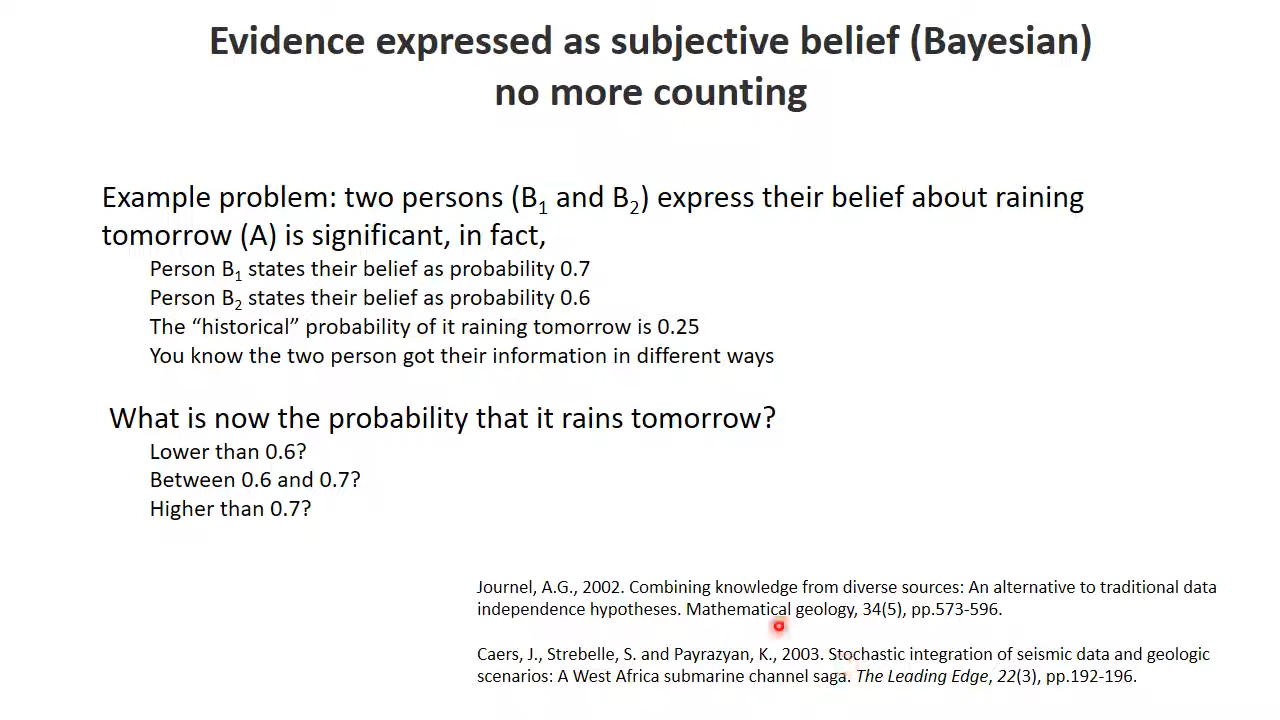 Evidence expressed as subjective belief (Bayesian)
no more counting
Example problem: two persons (B1 and B2) express their belief about raining
tomorrow (A) is significant, in fact,
Person B1 states their belief as probability 0.7
Person B2 states their belief as probability 0.6
The “historical” probability of it raining tomorrow is 0.25
You know the two person got their information in different ways
What is now the probability that it rains tomorrow?
Lower than 0.6?
Between 0.6 and 0.7?
Higher than 0.7?
Journel, A.G., 2002. Combining knowledge from diverse sources: An alternative to traditional data
independence hypotheses. Mathematical geology, 34(5), pp.573-596.
Caers, J., Strebelle, S. and Payrazyan, K., 2003. Stochastic integration of seismic data and geologic
scenarios: A West Africa submarine channel saga. The Leading Edge, 22(3), pp.192-196.